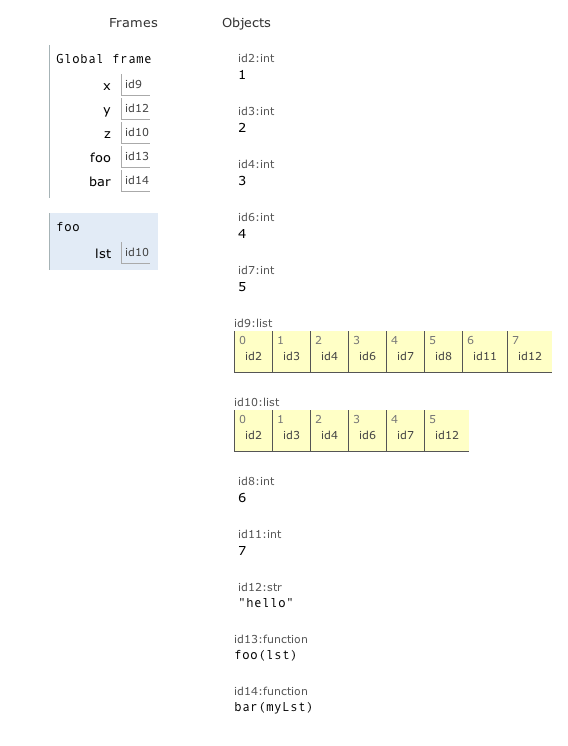 Frames Objects
Global frame
x id9
y id12
z id10
foo id13
bar id14
foo
lst id10
id2:int
1
id3:int
2
id4:int
3
id6:int
4
id7:int
5
id9:list
0 1 2 3 4 5 6 7
id2 id3 id4 id6 id7 id8 id11 id12
id10:list
0 1 2 3 4 5
id2 id3 id4 id6 id7 id12
id8:int
6
id11:int
7
id12:str
"hello"
id13:function
foo(lst)
id14:function
bar(myLst)